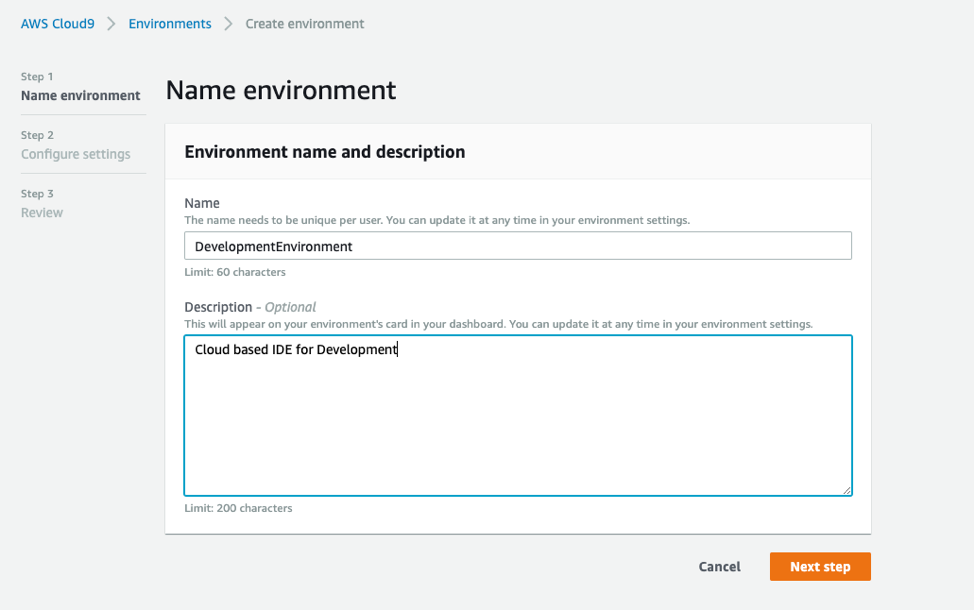 AWS Cloud9 > Environments > Create environment
Step 1
Name environment
Step 2
Configure settings
Step 3
Review
Name environment
Environment name and description
Name
The name needs to be unique per user. You can update it at any time in your environment settings.
DevelopmentEnvironment
Limit: 60 characters
Description - Optional
This will appear on your environment's card in your dashboard. You can update it at any time in your environment settings.
Cloud based IDE for Development
Limit: 200 characters
Cancel Next step